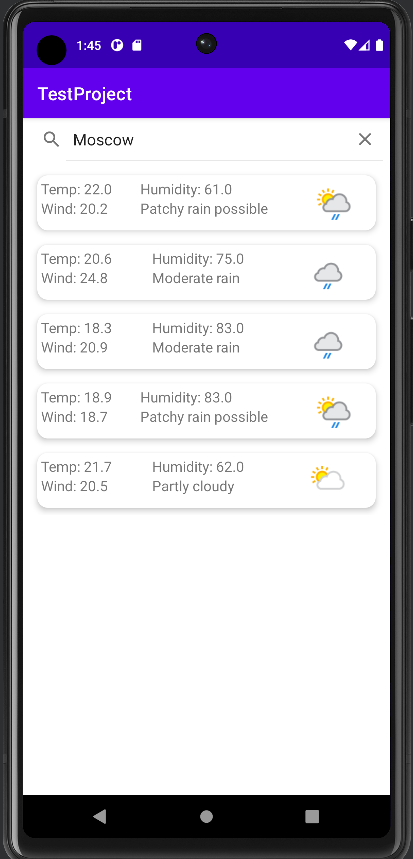 1:45
TestProject
Moscow
Temp: 22.0 Humidity: 61.0
Wind: 20.2 Patchy rain possible
Temp: 20.6 Humidity: 75.0
Wind: 24.8 Moderate rain
Temp: 18.3 Humidity: 83.0
Wind: 20.9 Moderate rain
Temp: 18.9 Humidity: 83.0
Wind: 18.7 Patchy rain possible
Temp: 21.7 Humidity: 62.0
Wind: 20.5 Partly cloudy